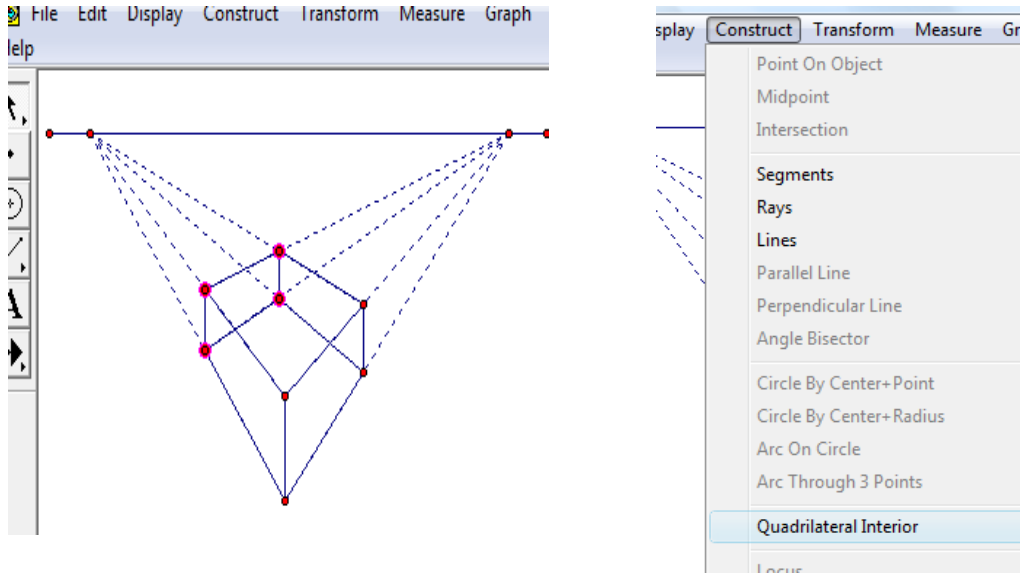 File Edit Display Construct Transform Measure Graph
Help
A
splay Construct Transform Measure Gr
Point On Object
Midpoint
Intersection
Segments
Rays
Lines
Parallel Line
Perpendicular Line
Angle Bisector
Circle By Center+Point
Circle By Center+Radius
Arc On Circle
Arc Through 3 Points
Quadrilateral Interior
Locus